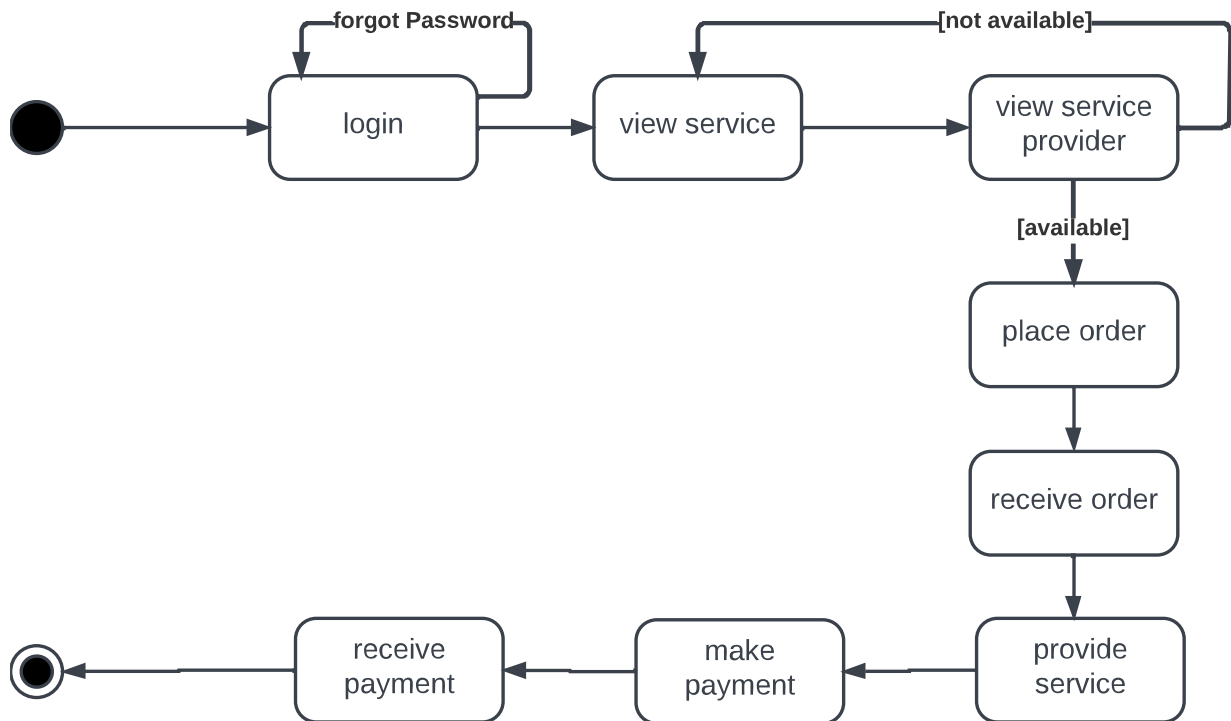 forgot Password
[not available]
login
view service
view service
provider
[available]
place order
receive order
provide
service
make
payment
receive
payment